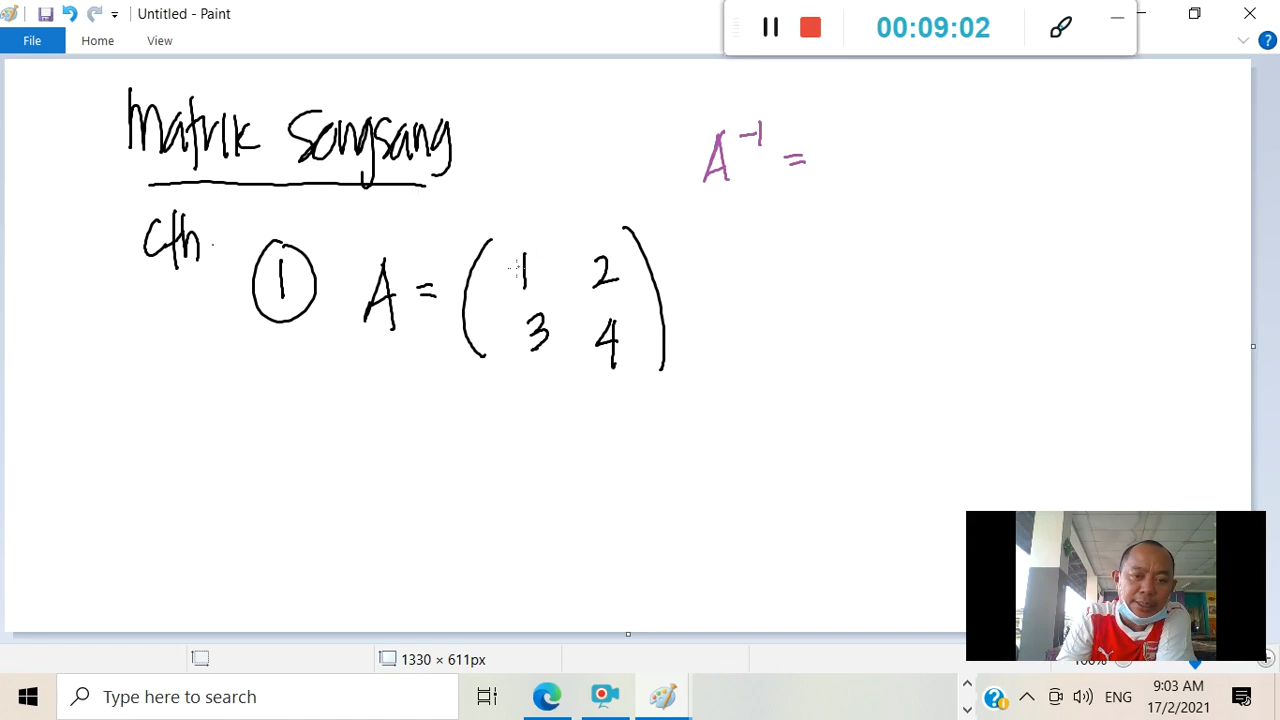 Untitled - Paint
00:09:02
File Home View
Matrik Songsang
A⁻¹ =
Cth.
① A = ( 1 2
3 4 )
1330 × 611px
100%
Type here to search
ENG
9:03 AM
17/2/2021